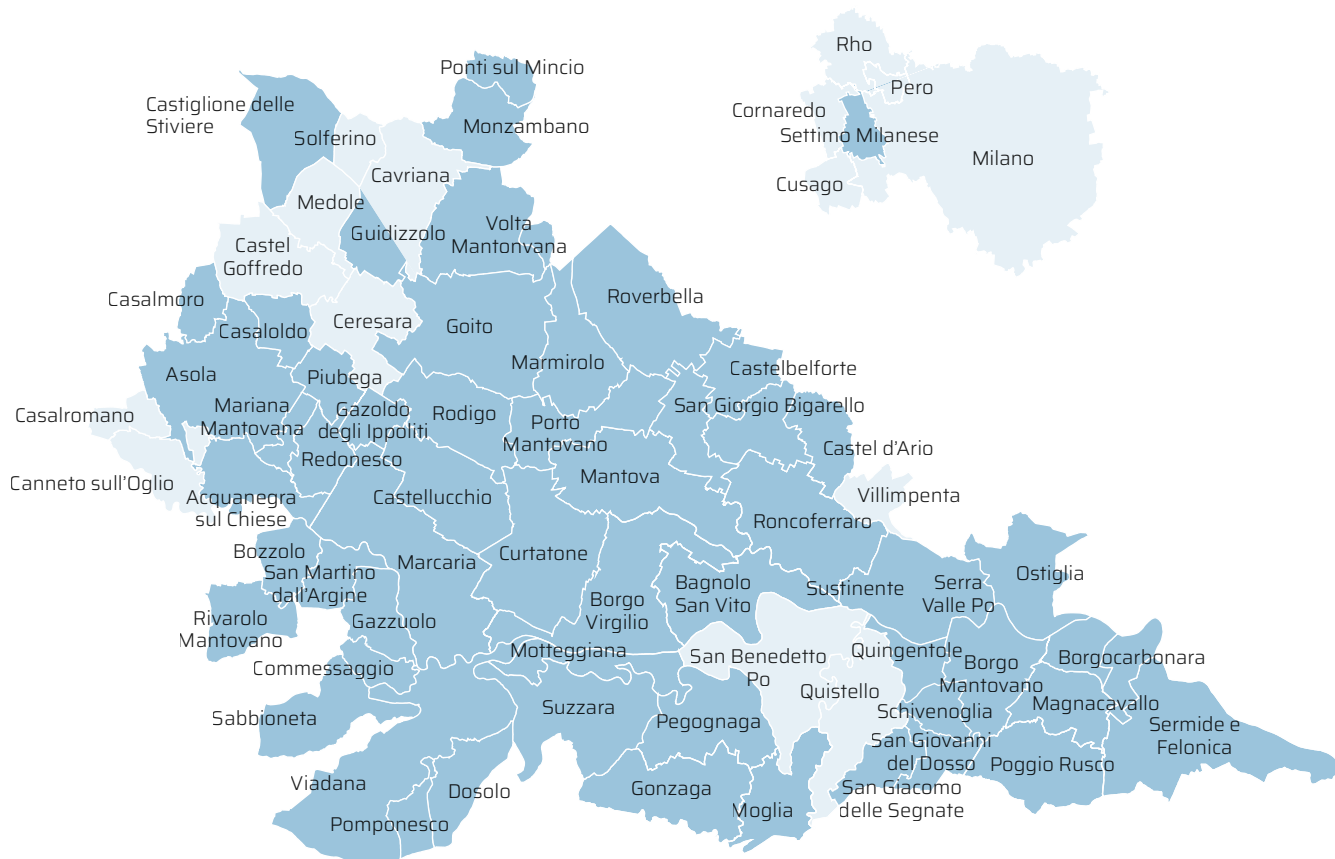 Rho
Ponti sul Mincio
Pero
Castiglione delle
Stiviere
Cornaredo
Monzambano
Settimo Milanese
Solferino
Milano
Cavriana
Cusago
Medole
Volta
Mantonvana
Guidizzolo
Castel
Goffredo
Roverbella
Casalmoro
Ceresara
Goito
Casaloldo
Marmirolo
Castelbelforte
Asola
Piubega
Mariana
Mantovana
Gazoldo
degli Ippoliti
Rodigo
San Giorgio Bigarello
Casalromano
Porto
Mantovano
Castel d'Ario
Redonesco
Mantova
Canneto sull'Oglio
Acquanegra
sul Chiese
Castellucchio
Villimpenta
Roncoferraro
Bozzolo
Curtatone
Marcaria
San Martino
dall'Argine
Ostiglia
Bagnolo
San Vito
Sustinente
Serra
Valle Po
Borgo
Virgilio
Rivarolo
Mantovano
Gazzuolo
Motteggiana
Quingentole
San Benedetto
Po
Borgo
Mantovano
Borgocarbonara
Commessaggio
Quistello
Magnacavallo
Suzzara
Schivenoglia
Sabbioneta
Pegognaga
Sermide e
Felonica
San Giovanni
del Dosso
Poggio Rusco
Viadana
Dosolo
Gonzaga
San Giacomo
delle Segnate
Moglia
Pomponesco